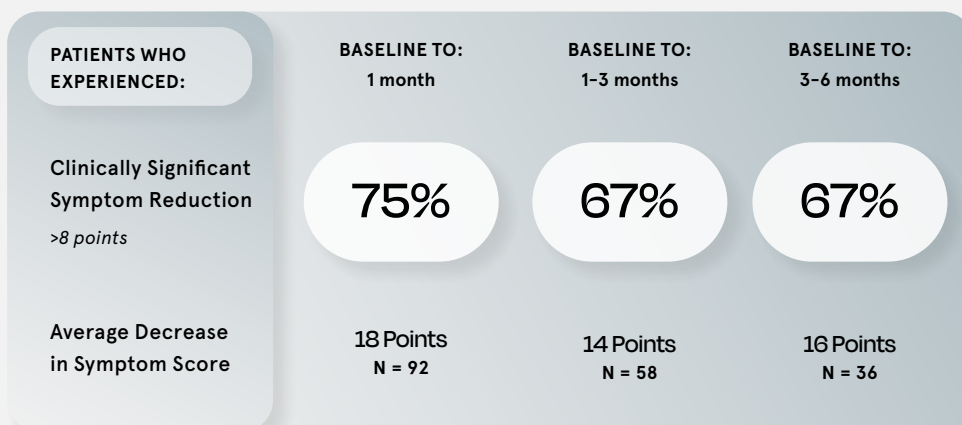 PATIENTS WHO
EXPERIENCED:
BASELINE TO:
1 month
BASELINE TO:
1-3 months
BASELINE TO:
3-6 months
Clinically Significant
Symptom Reduction
>8 points
75%
67%
67%
Average Decrease
in Symptom Score
18 Points
N = 92
14 Points
N = 58
16 Points
N = 36